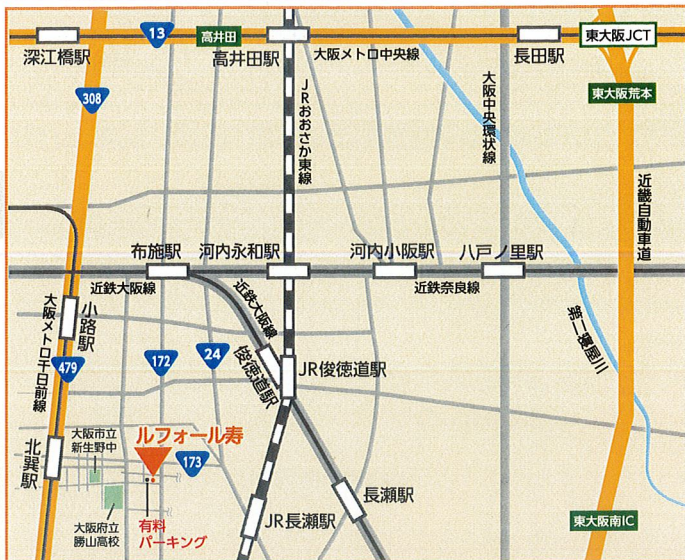 深江橋駅
13
高井田
高井田駅
大阪メトロ中央線
長田駅
東大阪JCT
308
JRおおさか東線
大阪中央環状線
東大阪荒本
近畿自動車道
布施駅
河内永和駅
河内小阪駅
八戸ノ里駅
近鉄大阪線
近鉄奈良線
大阪メトロ千日前線
小路駅
近鉄大阪線
第二寝屋川
479
172
24
俊徳道駅
JR俊徳道駅
北巽駅
大阪市立
新生野中
ルフォール寿
173
大阪府立
勝山高校
有料
パーキング
JR長瀬駅
長瀬駅
東大阪南IC